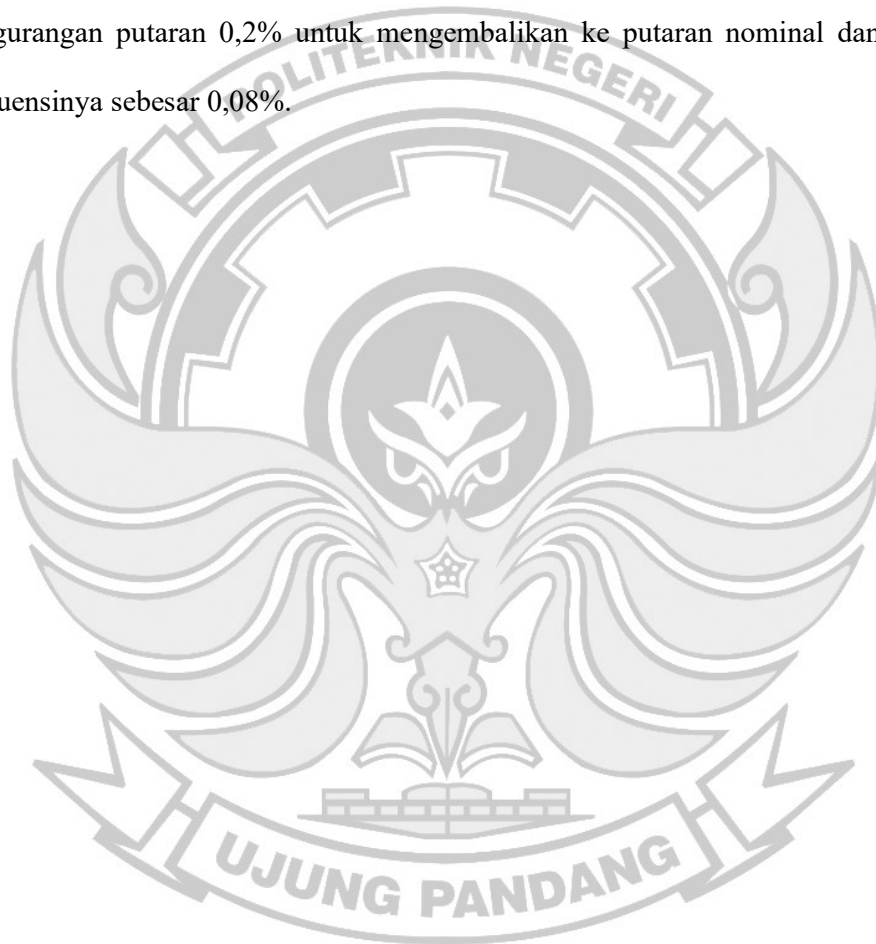 gurangan putaran 0,2% untuk mengembalikan ke putaran nominal dan
uensinya sebesar 0,08%.
POLITEKNIK NEGERI
UJUNG PANDANG